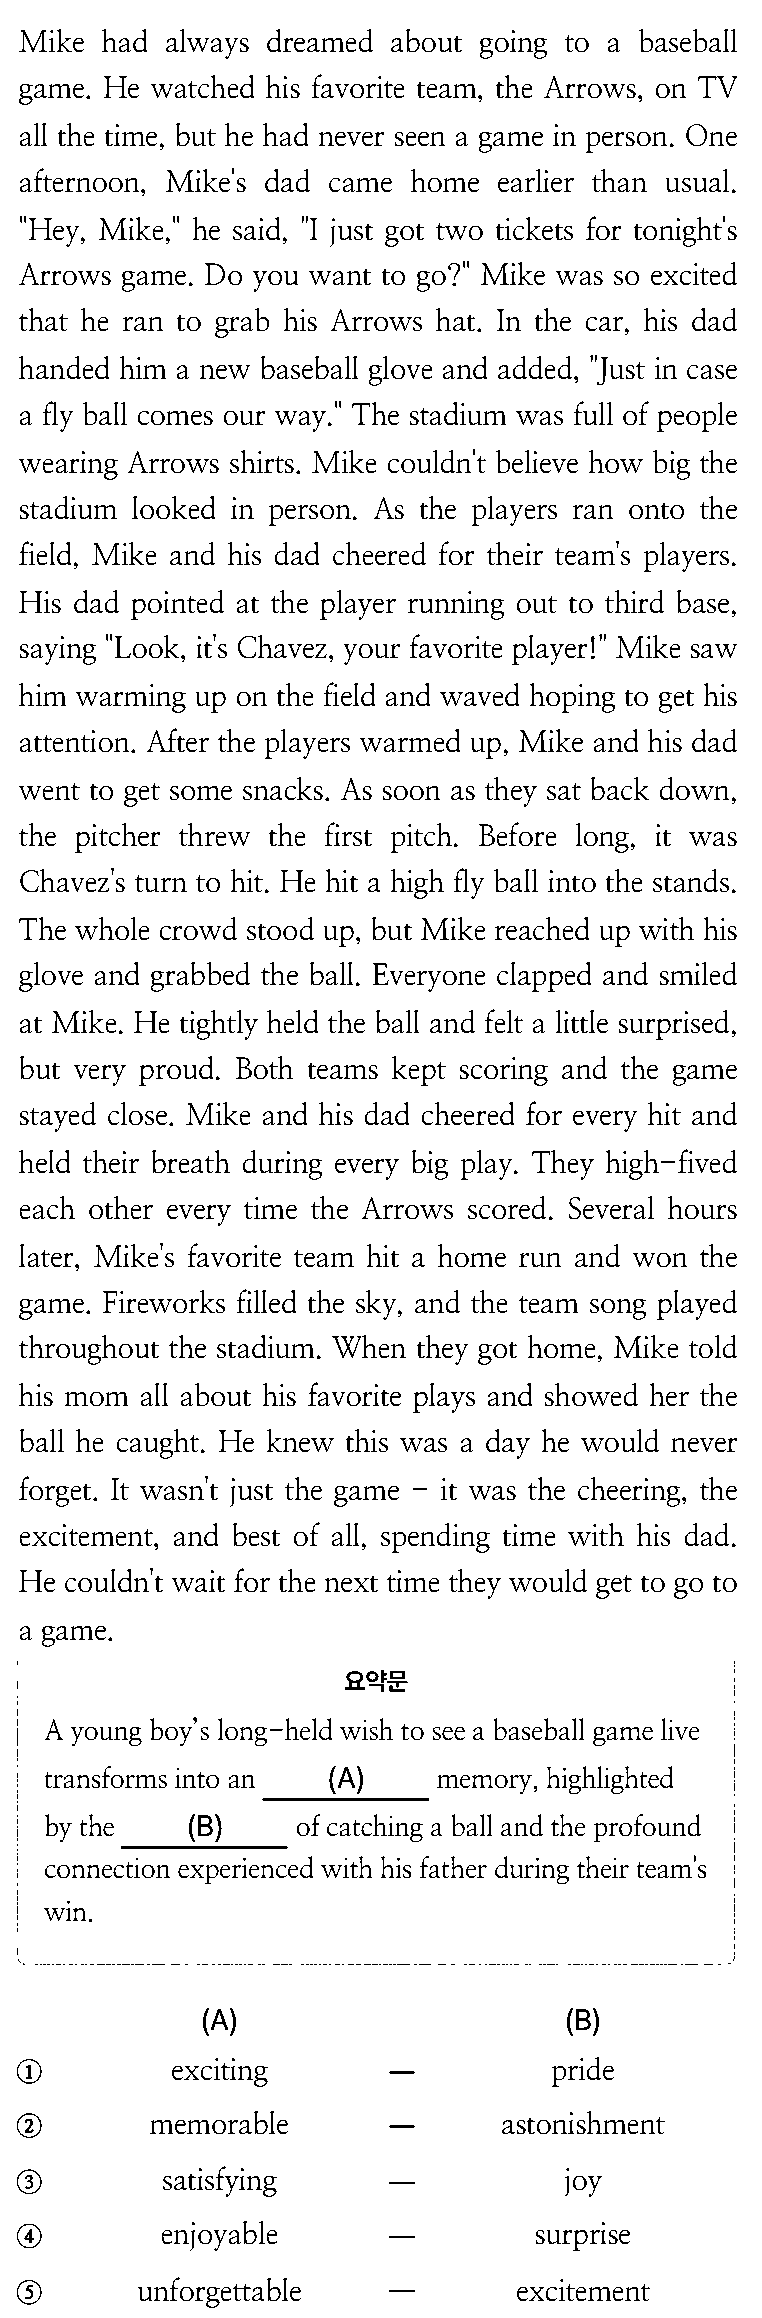 Mike had always dreamed about going to a baseball
game. He watched his favorite team, the Arrows, on TV
all the time, but he had never seen a game in person. One
afternoon, Mike's dad came home earlier than usual.
"Hey, Mike," he said, "I just got two tickets for tonight's
Arrows game. Do you want to go?" Mike was so excited
that he ran to grab his Arrows hat. In the car, his dad
handed him a new baseball glove and added, "Just in case
a fly ball comes our way." The stadium was full of people
wearing Arrows shirts. Mike couldn't believe how big the
stadium looked in person. As the players ran onto the
field, Mike and his dad cheered for their team's players.
His dad pointed at the player running out to third base,
saying "Look, it's Chavez, your favorite player!" Mike saw
him warming up on the field and waved hoping to get his
attention. After the players warmed up, Mike and his dad
went to get some snacks. As soon as they sat back down,
the pitcher threw the first pitch. Before long, it was
Chavez's turn to hit. He hit a high fly ball into the stands.
The whole crowd stood up, but Mike reached up with his
glove and grabbed the ball. Everyone clapped and smiled
at Mike. He tightly held the ball and felt a little surprised,
but very proud. Both teams kept scoring and the game
stayed close. Mike and his dad cheered for every hit and
held their breath during every big play. They high-fived
each other every time the Arrows scored. Several hours
later, Mike's favorite team hit a home run and won the
game. Fireworks filled the sky, and the team song played
throughout the stadium. When they got home, Mike told
his mom all about his favorite plays and showed her the
ball he caught. He knew this was a day he would never
forget. It wasn't just the game - it was the cheering, the
excitement, and best of all, spending time with his dad.
He couldn't wait for the next time they would get to go to
a game.
요약문
A young boy's long-held wish to see a baseball game live
transforms into an (A) memory, highlighted
by the (B) of catching a ball and the profound
connection experienced with his father during their team's
win.
(A) (B)
① exciting — pride
② memorable — astonishment
③ satisfying — joy
④ enjoyable — surprise
⑤ unforgettable — excitement